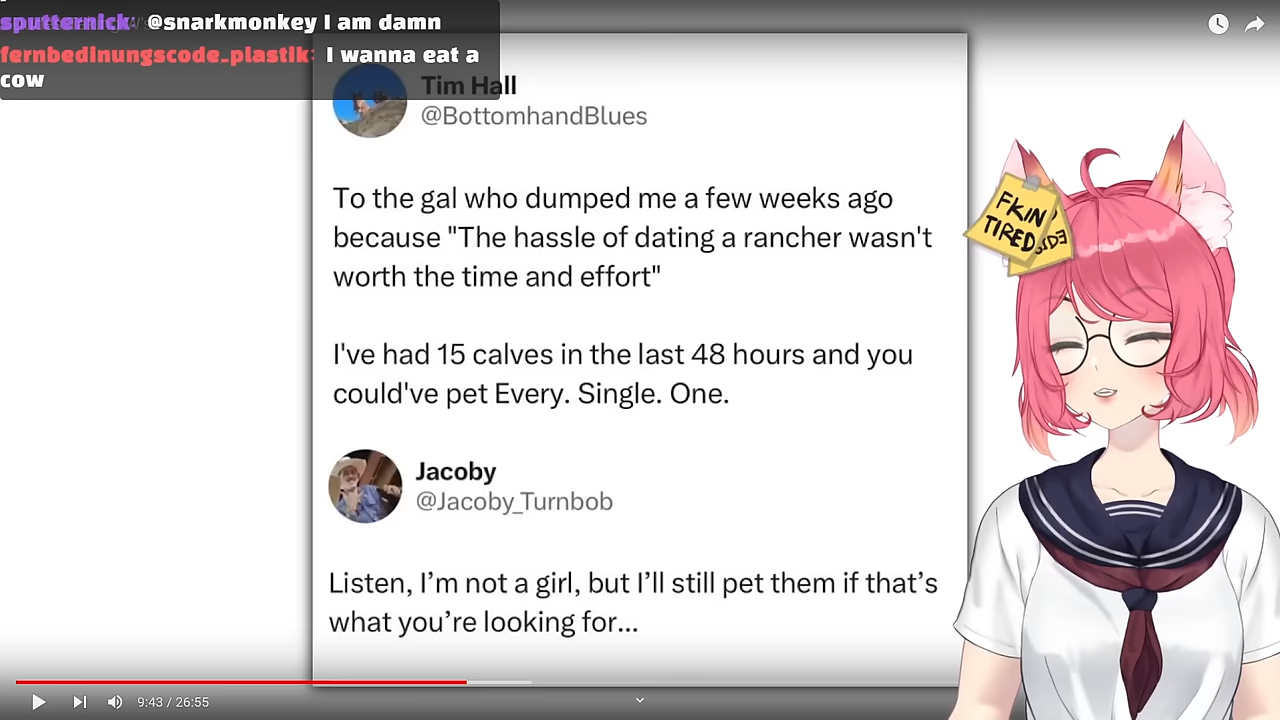 sputternick: @snarkmonkey I am damn
fernbedinungscode_plastik: I wanna eat a
cow
Tim Hall
@BottomhandBlues
To the gal who dumped me a few weeks ago
because "The hassle of dating a rancher wasn't
worth the time and effort"
I've had 15 calves in the last 48 hours and you
could've pet Every. Single. One.
Jacoby
@Jacoby_Turnbob
Listen, I'm not a girl, but I'll still pet them if that's
what you're looking for...
FKIN
TIRED
9:43 / 26:55